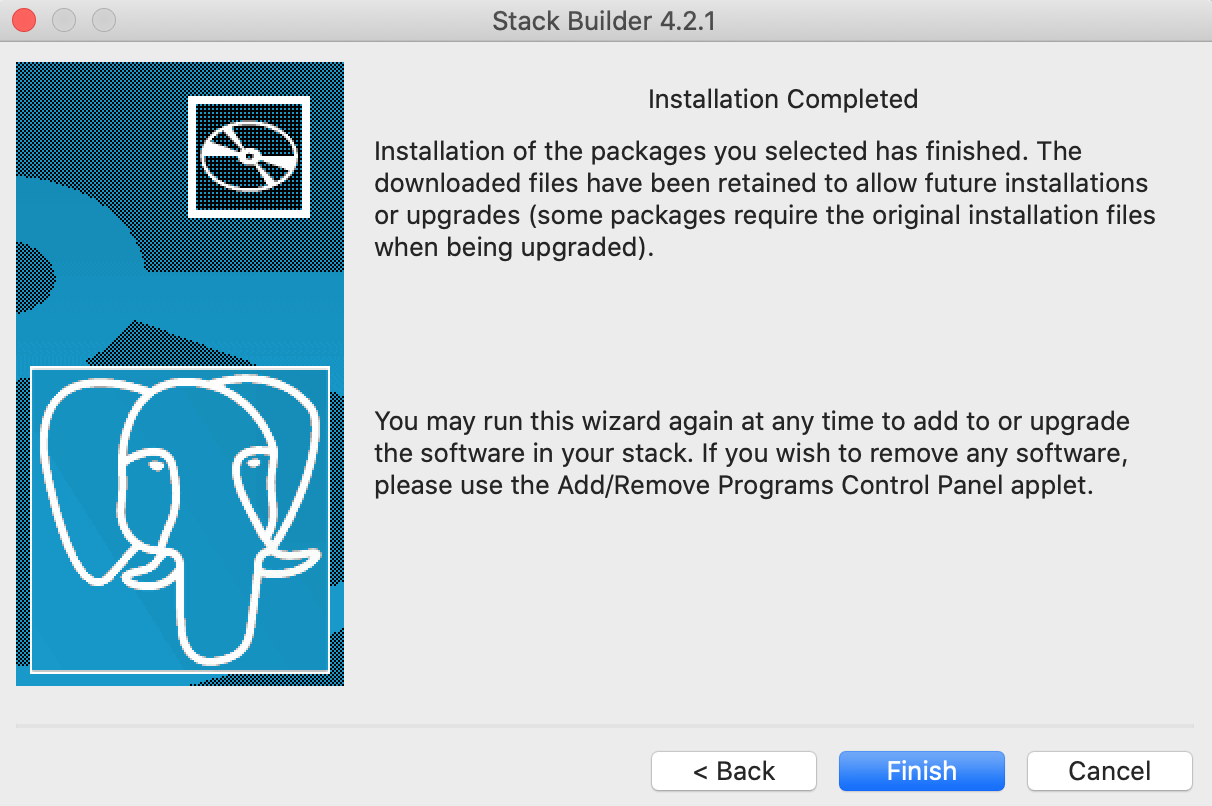 Stack Builder 4.2.1
Installation Completed
Installation of the packages you selected has finished. The
downloaded files have been retained to allow future installations
or upgrades (some packages require the original installation files
when being upgraded).
You may run this wizard again at any time to add to or upgrade
the software in your stack. If you wish to remove any software,
please use the Add/Remove Programs Control Panel applet.
< Back
Finish
Cancel